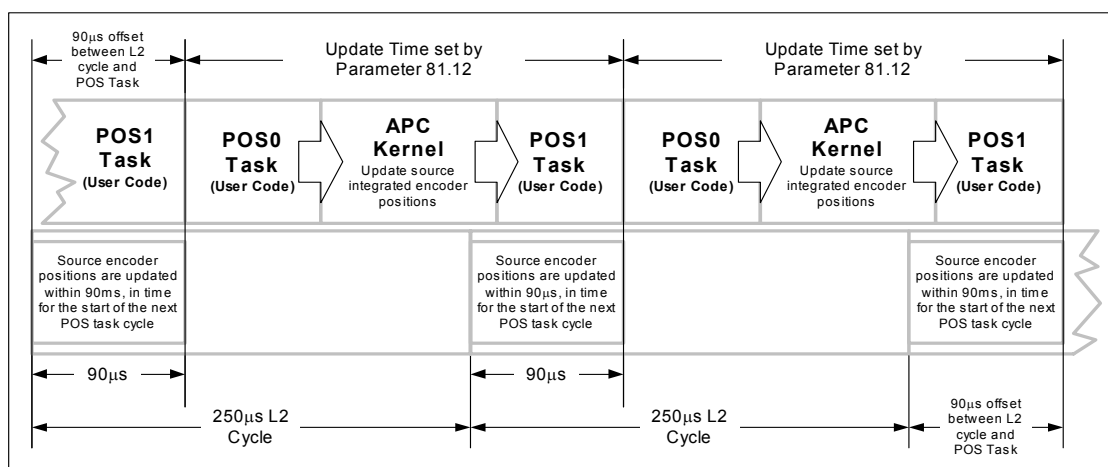 90μs offset
between L2
cycle and
POS Task
Update Time set by
Parameter 81.12
Update Time set by
Parameter 81.12
POS1
Task
(User Code)
POS0
Task
(User Code)
APC
Kernel
Update source
integrated encoder
positions
POS1
Task
(User Code)
POS0
Task
(User Code)
APC
Kernel
Update source
integrated encoder
positions
POS1
Task
(User Code)
Source encoder
positions are updated
within 90ms, in time
for the start of the next
POS task cycle
Source encoder
positions are updated
within 90μs, in time
for the start of the next
POS task cycle
Source encoder
positions are updated
within 90ms, in time
for the start of the next
POS task cycle
90μs
90μs
250μs L2
Cycle
250μs L2
Cycle
90μs offset
between L2
cycle and
POS Task